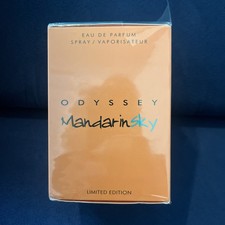 EAU DE PARFUM
SPRAY / VAPORISATEUR
ODYSSEY
MandarinSky
LIMITED EDITION